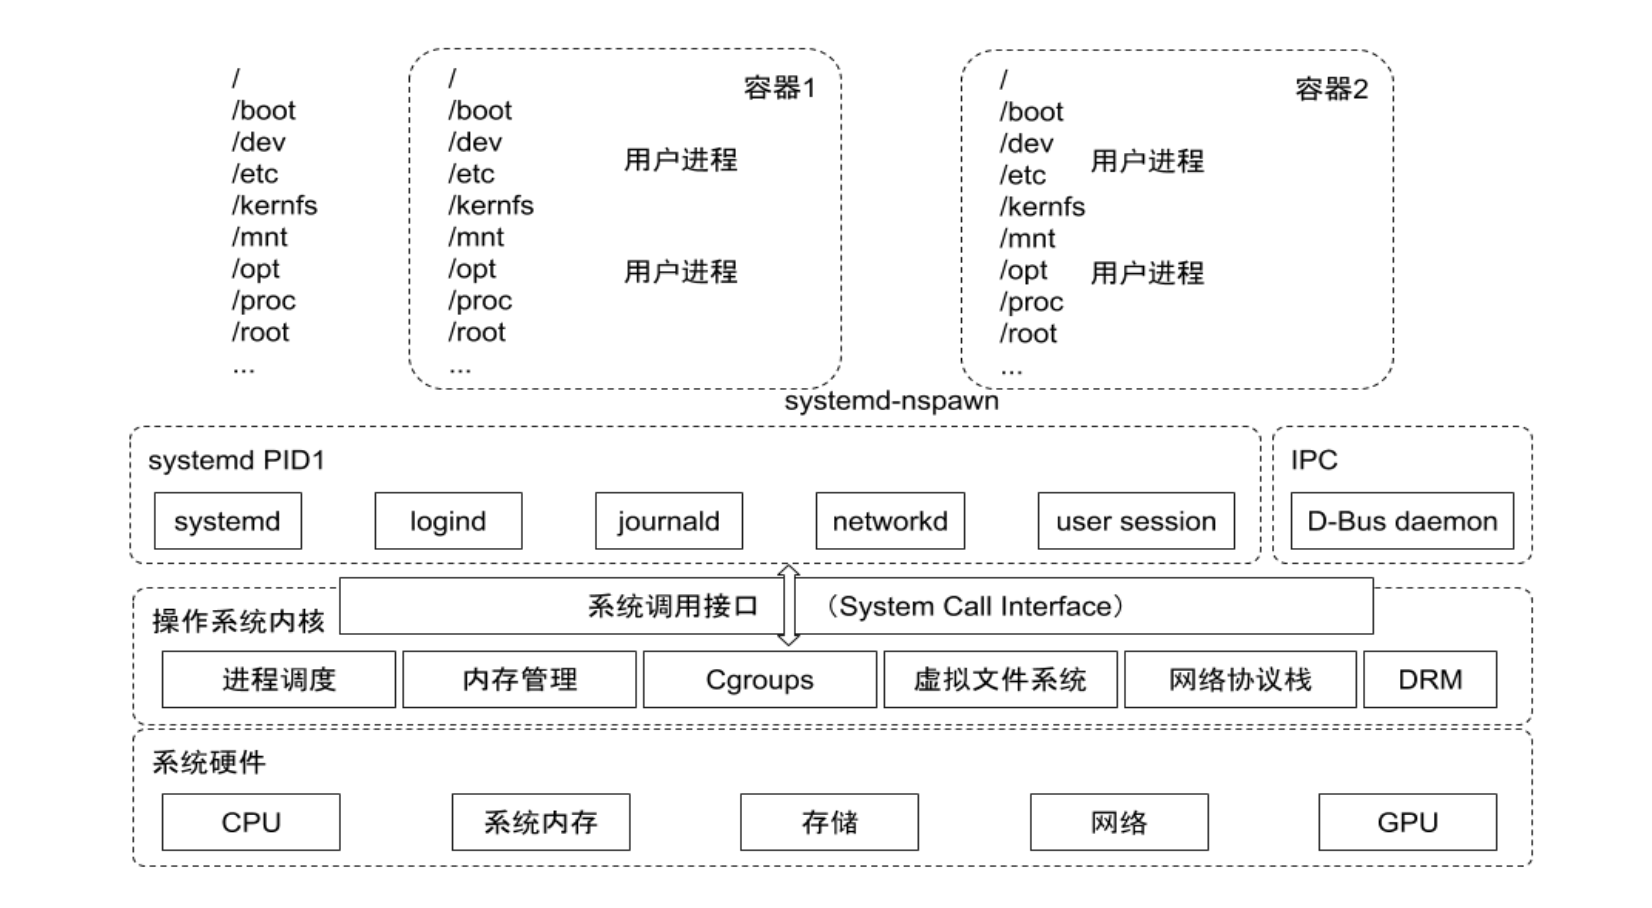 /
/boot
/dev
/etc
/kernfs
/mnt
/opt
/proc
/root
...
容器1
/
/boot
/dev
/etc
/kernfs
/mnt
/opt
/proc
/root
...
用户进程
用户进程
容器2
/
/boot
/dev
/etc
/kernfs
/mnt
/opt
/proc
/root
...
用户进程
用户进程
systemd-nspawn
systemd PID1
systemd
logind
journald
networkd
user session
IPC
D-Bus daemon
操作系统内核
系统调用接口 （System Call Interface）
进程调度
内存管理
Cgroups
虚拟文件系统
网络协议栈
DRM
系统硬件
CPU
系统内存
存储
网络
GPU